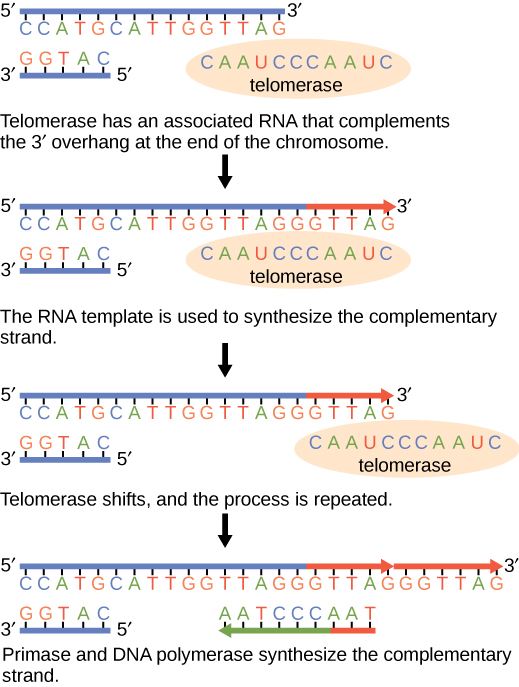 5′ 3′
CCATGCATTGGTTAG
GGTAC
3′ 5′
CAAUCCCAAUC
telomerase
Telomerase has an associated RNA that complements
the 3′ overhang at the end of the chromosome.
5′ 3′
CCATGCATTGGTTAGGGTTAG
GGTAC CAAUCCCAAUC
3′ 5′
telomerase
The RNA template is used to synthesize the complementary
strand.
5′ 3′
CCATGCATTGGTTAGGGTTAG
GGTAC CAAUCCCAAUC
3′ 5′
telomerase
Telomerase shifts, and the process is repeated.
5′ 3′
CCATGCATTGGTTAGGGTTAGGGTTAG
GGTAC AATCCCAAT
3′ 5′
Primase and DNA polymerase synthesize the complementary
strand.